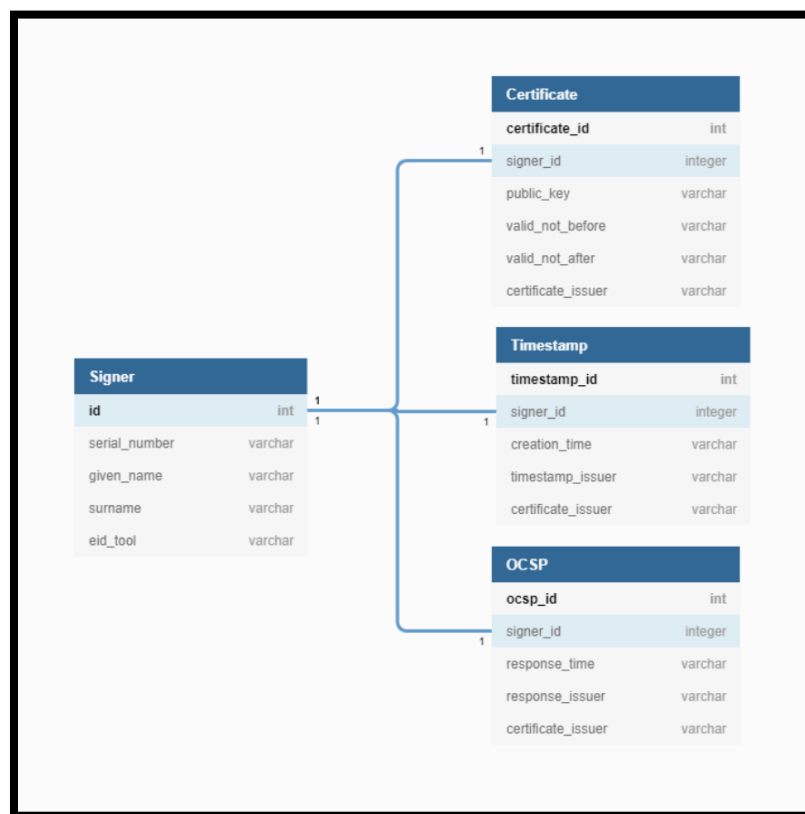 Certificate
certificate_id int
1
signer_id integer
public_key varchar
valid_not_before varchar
valid_not_after varchar
certificate_issuer varchar
Timestamp
timestamp_id int
1
signer_id integer
creation_time varchar
timestamp_issuer varchar
certificate_issuer varchar
Signer
id int
1
1
serial_number varchar
given_name varchar
surname varchar
eid_tool varchar
OCSP
ocsp_id int
1
signer_id integer
response_time varchar
response_issuer varchar
certificate_issuer varchar